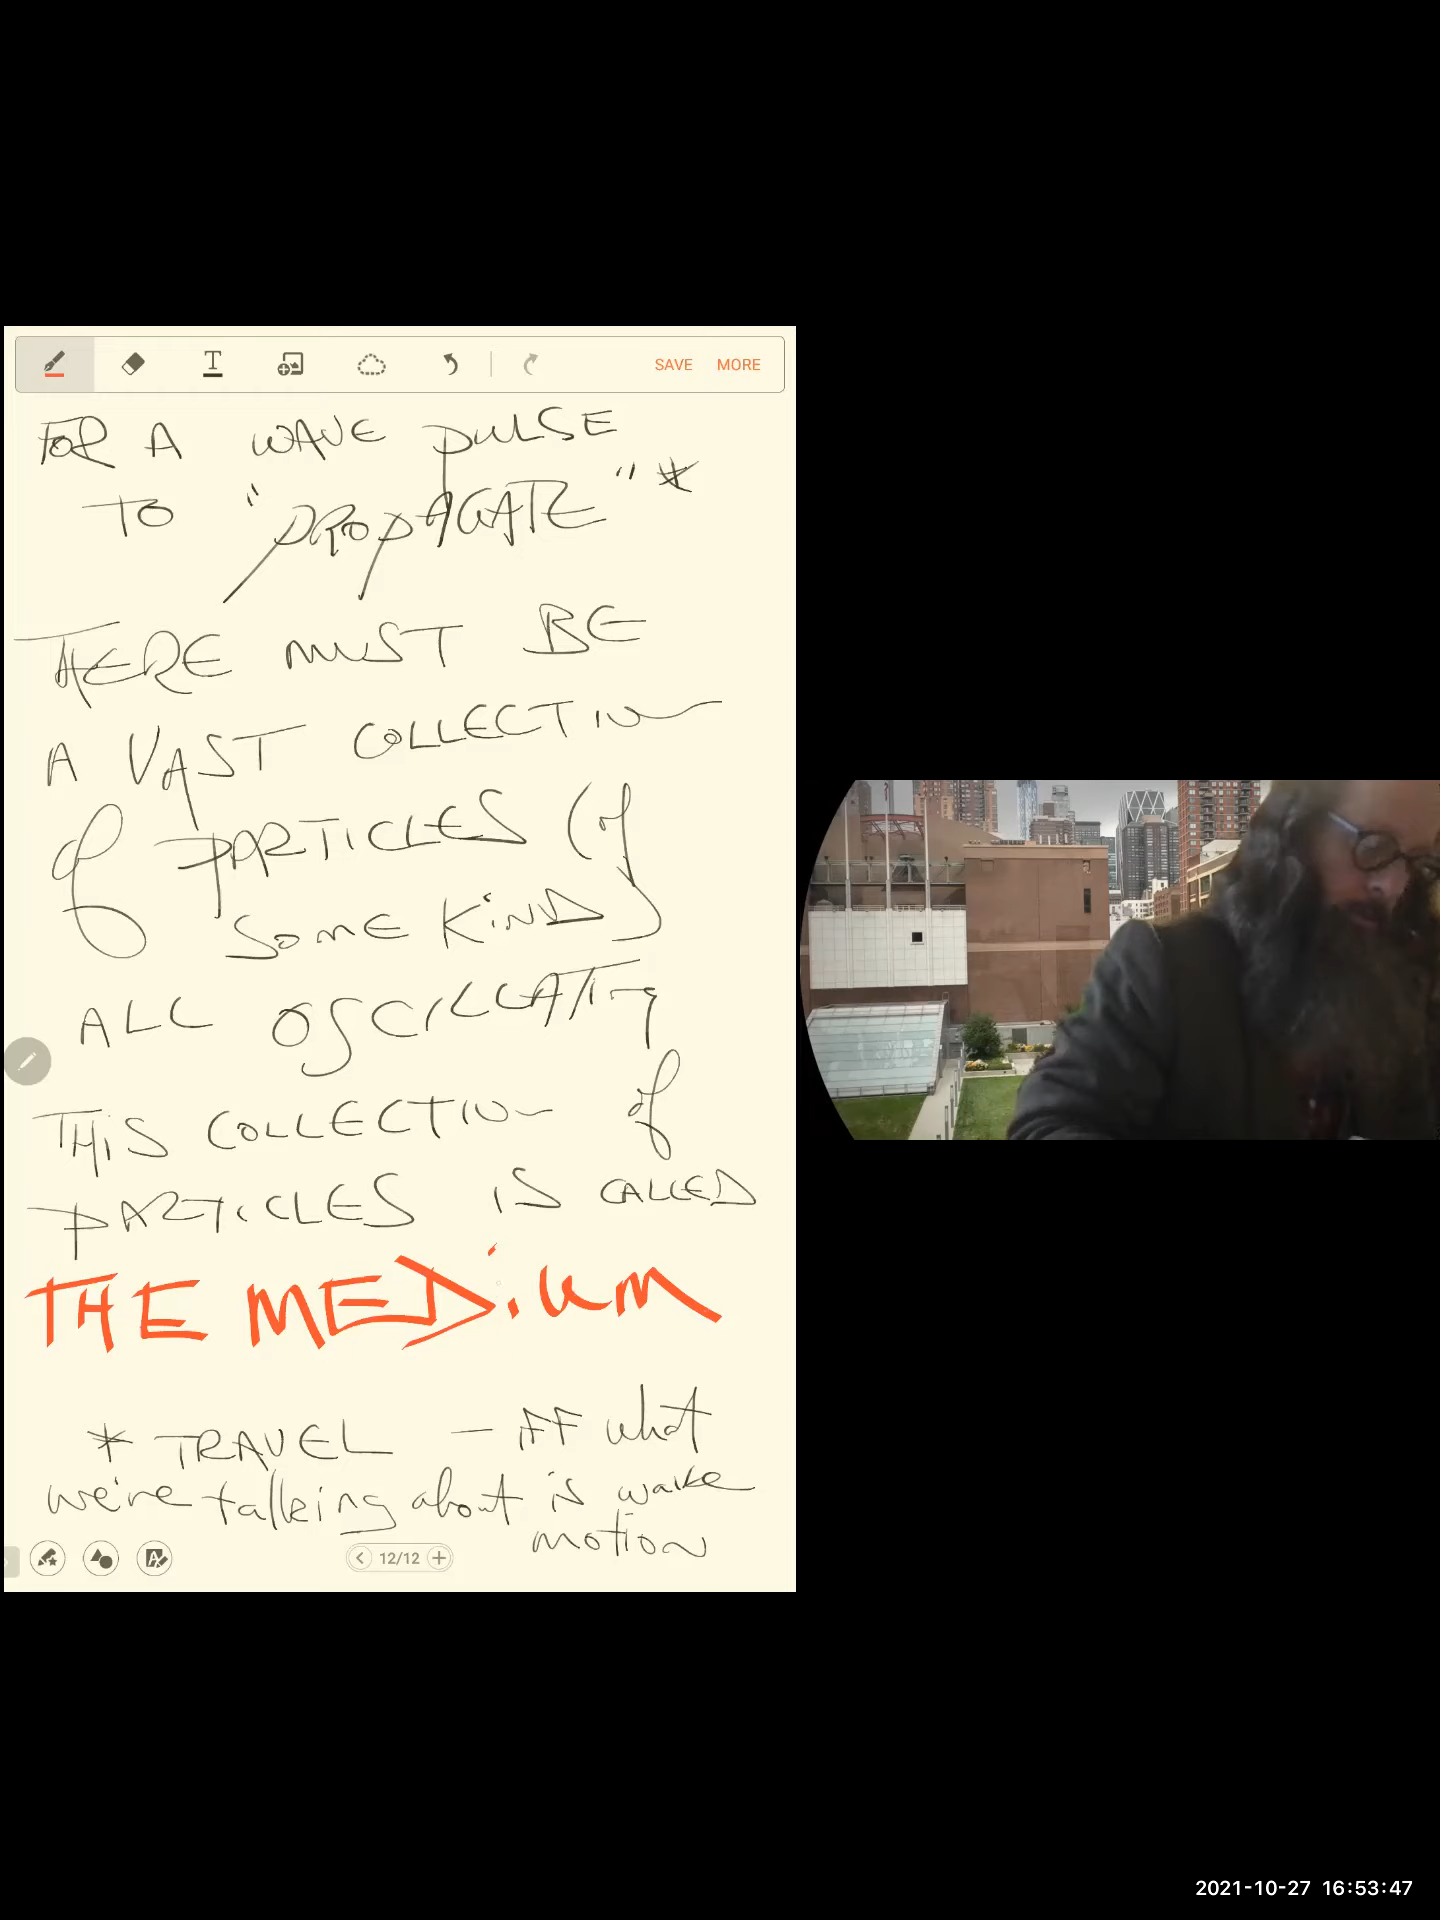 SAVE MORE
FOR A WAVE PULSE
TO "PROPAGATE" *
THERE MUST BE
A VAST COLLECTION
of PARTICLES (of
SOME KIND)
ALL OSCILLATING
THIS COLLECTION of
PARTICLES IS CALLED
THE MEDIUM
* TRAVEL - IFF what
we're talking about is wave
motion
12/12
2021-10-27 16:53:47